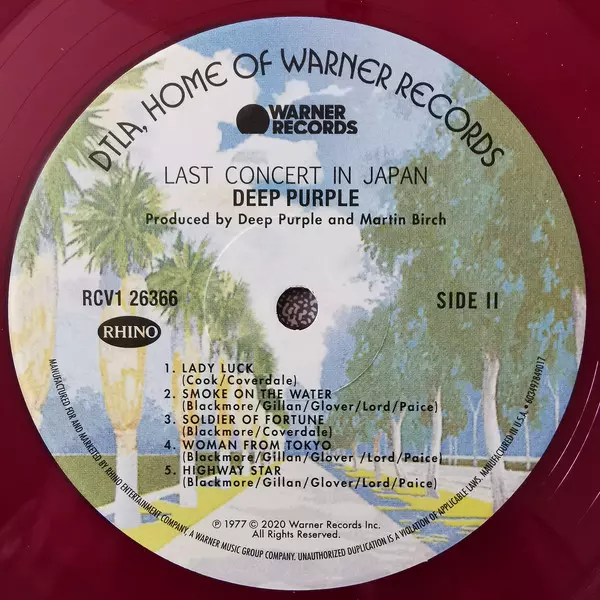 DTLA, HOME OF WARNER RECORDS
WARNER
RECORDS
LAST CONCERT IN JAPAN
DEEP PURPLE
Produced by Deep Purple and Martin Birch
RCV1 26366
SIDE II
RHINO
1. LADY LUCK
(Cook/Coverdale)
2. SMOKE ON THE WATER
(Blackmore/Gillan/Glover/Lord/Paice)
3. SOLDIER OF FORTUNE
(Blackmore/Coverdale)
4. WOMAN FROM TOKYO
(Blackmore/Gillan/Glover /Lord/Paice)
5. HIGHWAY STAR
(Blackmore/Gillan/Glover/Lord/Paice)
℗ 1977 © 2020 Warner Records Inc.
All Rights Reserved.
MANUFACTURED FOR AND MARKETED BY RHINO ENTERTAINMENT COMPANY, A WARNER MUSIC GROUP COMPANY. UNAUTHORIZED DUPLICATION IS A VIOLATION OF APPLICABLE LAWS. MANUFACTURED IN U.S.A. • 603497849017